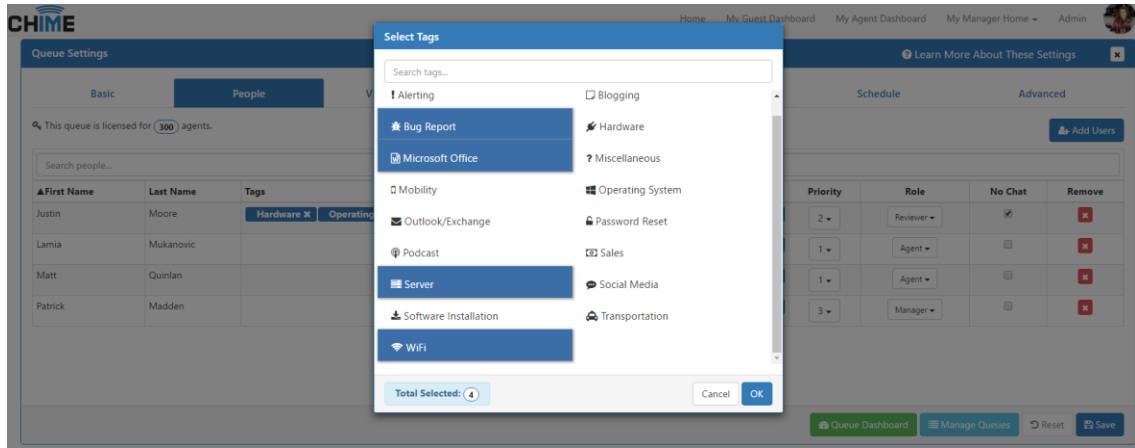 CHIME
Home My Guest Dashboard My Agent Dashboard My Manager Home Admin
Queue Settings
Learn More About These Settings
Select Tags
Search tags...
Basic People V Schedule Advanced
This queue is licensed for 300 agents.
Add Users
Search people...
First Name Last Name Tags Priority Role No Chat Remove
Justin Moore Hardware Operating 2 Reviewer
Lamia Mukanovic 1 Agent
Matt Quinlan 1 Agent
Patrick Madden 3 Manager
Alerting Blogging
Bug Report Hardware
Microsoft Office ? Miscellaneous
Mobility Operating System
Outlook/Exchange Password Reset
Podcast Sales
Server Social Media
Software Installation Transportation
WiFi
Total Selected: 4
Cancel OK
Queue Dashboard Manage Queues Reset Save